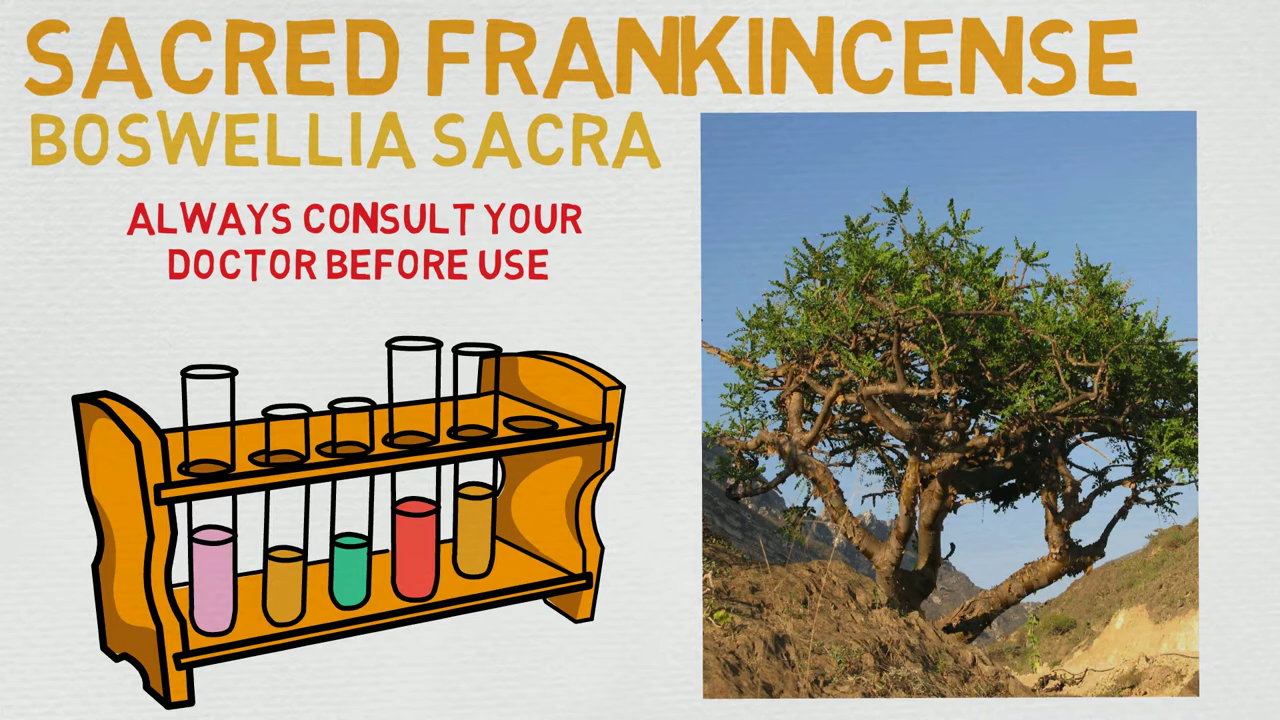 SACRED FRANKINCENSE
BOSWELLIA SACRA
ALWAYS CONSULT YOUR
DOCTOR BEFORE USE